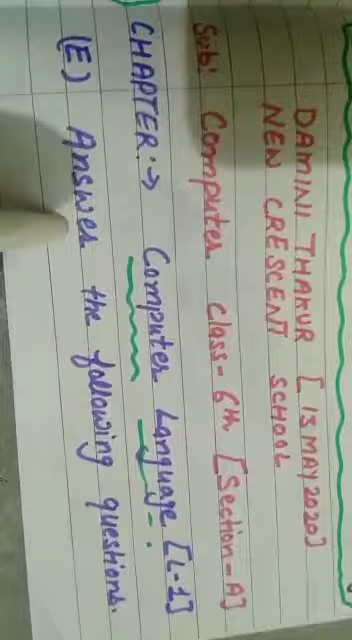 DAMINI THAKUR [13 MAY 2020]
NEW CRESCENT SCHOOL
Sub: Computer class-6th [Section-A]
CHAPTER:→ Computer Language [L-1]
(E) Answer the following questions.